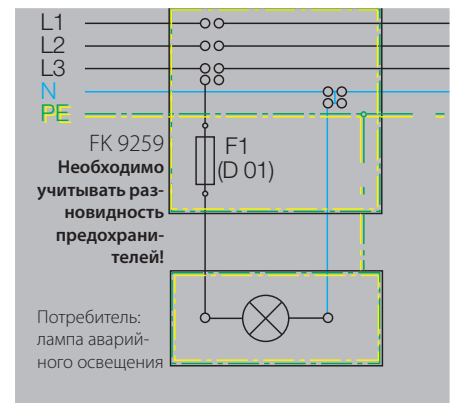 L1
L2
L3
N
PE
FK 9259
Необходимо
учитывать раз-
новидность
предохрани-
телей!
F1
(D 01)
Потребитель:
лампа аварий-
ного освещения